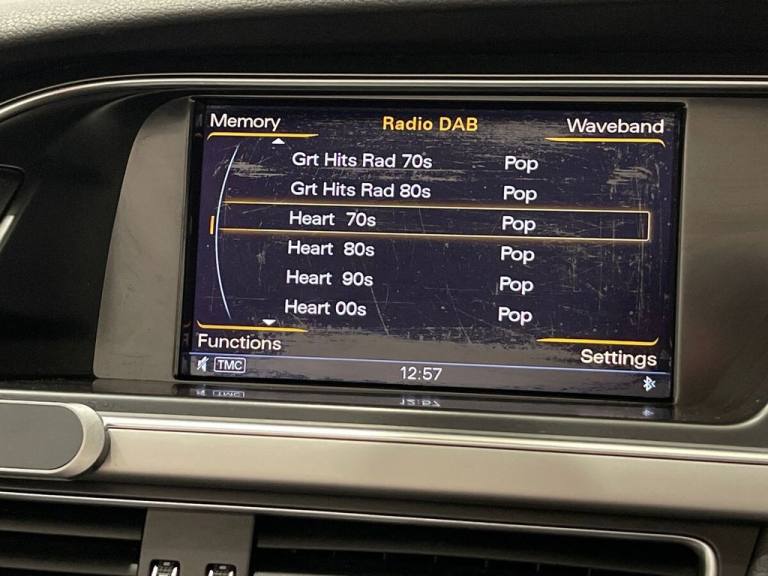 Memory Radio DAB Waveband
Grt Hits Rad 70s Pop
Grt Hits Rad 80s Pop
Heart 70s Pop
Heart 80s Pop
Heart 90s Pop
Heart 00s Pop
Functions Settings
TMC 12:57